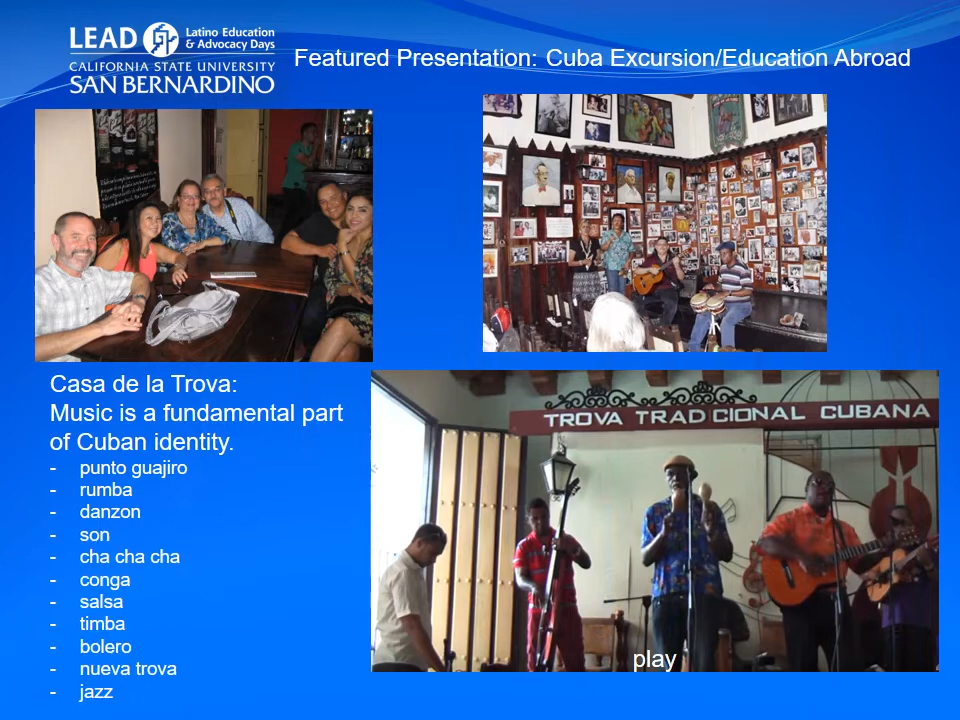 LEAD Latino Education
& Advocacy Days
CALIFORNIA STATE UNIVERSITY
SAN BERNARDINO
Featured Presentation: Cuba Excursion/Education Abroad
Casa de la Trova:
Music is a fundamental part
of Cuban identity.
- punto guajiro
- rumba
- danzon
- son
- cha cha cha
- conga
- salsa
- timba
- bolero
- nueva trova
- jazz
TROVA TRAD CIONAL CUBANA
play